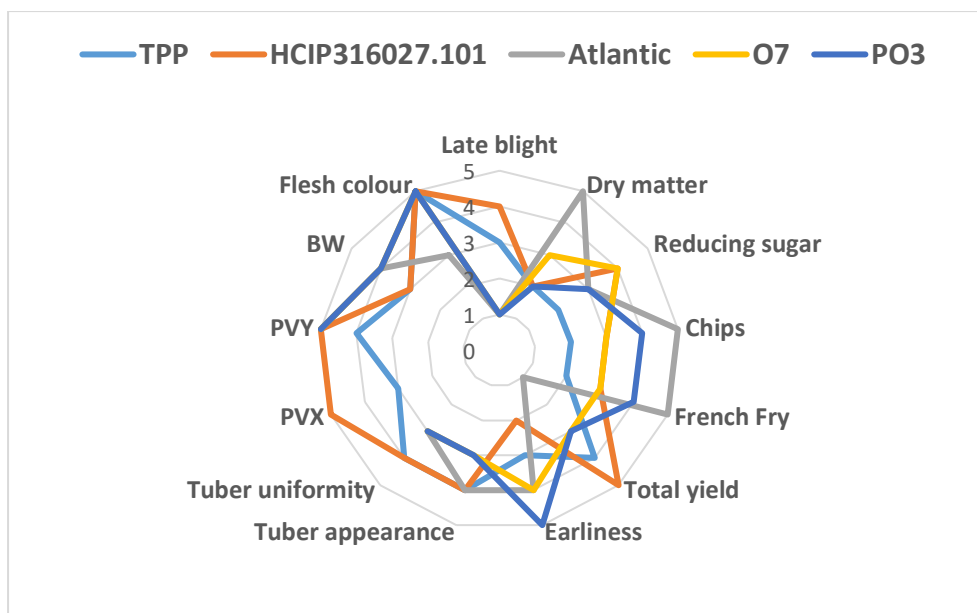 TPP HCIP316027.101 Atlantic O7 PO3
Late blight
Dry matter
Reducing sugar
Chips
French Fry
Total yield
Earliness
Tuber appearance
Tuber uniformity
PVX
PVY
BW
Flesh colour
5
4
3
2
1
0